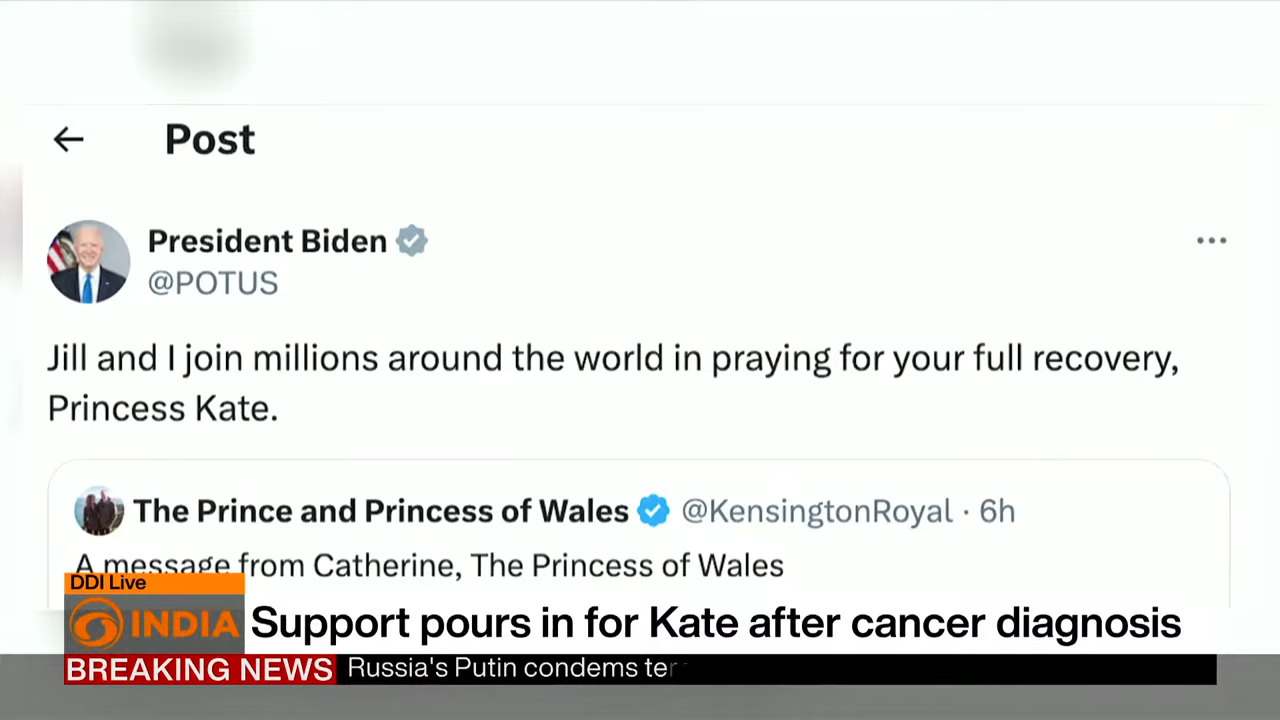 Post
President Biden
@POTUS
Jill and I join millions around the world in praying for your full recovery,
Princess Kate.
The Prince and Princess of Wales @KensingtonRoyal · 6h
A message from Catherine, The Princess of Wales
DDI Live
INDIA
Support pours in for Kate after cancer diagnosis
BREAKING NEWS
Russia's Putin condems